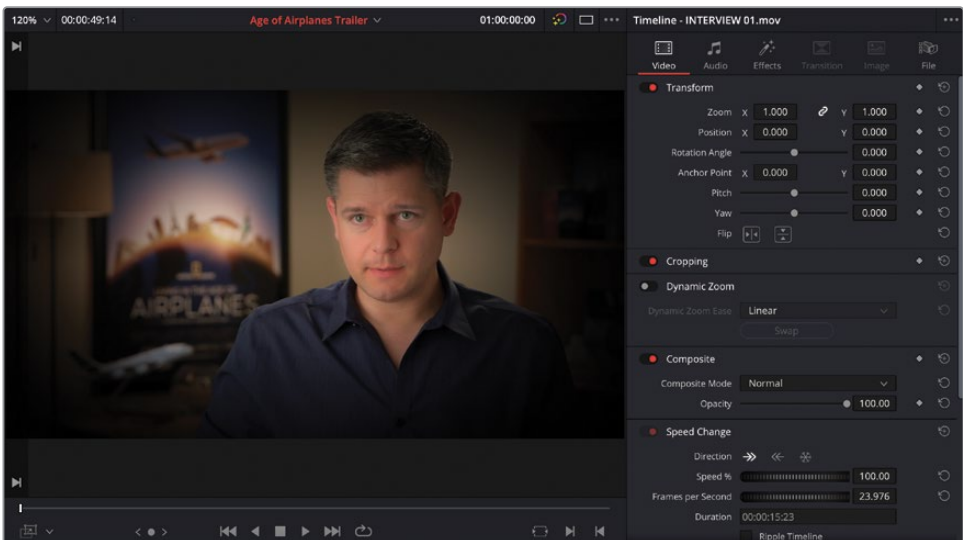 120% 00:00:49:14 Age of Airplanes Trailer 01:00:00:00
Timeline - INTERVIEW 01.mov
Video Audio Effects Transition Image File
Transform
Zoom X 1.000 Y 1.000
Position X 0.000 Y 0.000
Rotation Angle 0.000
Anchor Point X 0.000 Y 0.000
Pitch 0.000
Yaw 0.000
Flip
Cropping
Dynamic Zoom
Dynamic Zoom Ease Linear
Swap
Composite
Composite Mode Normal
Opacity 100.00
Speed Change
Direction
Speed % 100.00
Frames per Second 23.976
Duration 00:00:15:23
Ripple Timeline
AIRPLANES